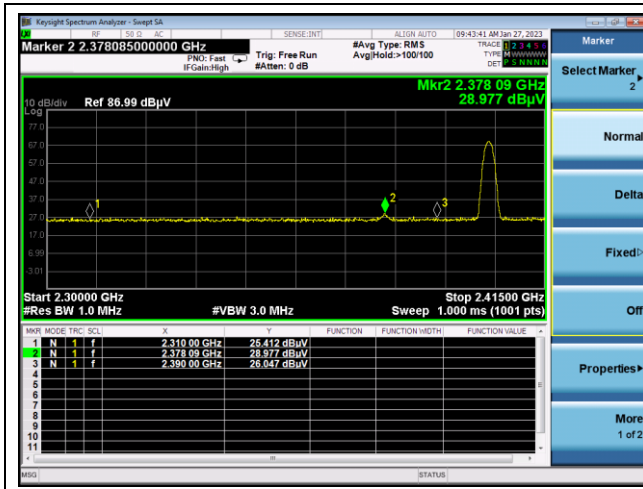 Keysight Spectrum Analyzer - Swept SA
RF 50 Ω AC SENSE:INT ALIGN AUTO 09:43:41 AM Jan 27, 2023
Marker 2 2.378085000000 GHz
PNO: Fast
IFGain:High
Trig: Free Run
#Atten: 0 dB
#Avg Type: RMS
Avg|Hold:>100/100
TRACE 1 2 3 4 5 6
TYPE M WWWWW
DET P S N N N N
Mkr2 2.378 09 GHz
28.977 dBµV
10 dB/div Ref 86.99 dBµV
Log
77.0
67.0
57.0
47.0
37.0
27.0
17.0
6.99
-3.01
1
2
3
Start 2.30000 GHz Stop 2.41500 GHz
#Res BW 1.0 MHz #VBW 3.0 MHz Sweep 1.000 ms (1001 pts)
MKR MODE TRC SCL X Y FUNCTION FUNCTION WIDTH FUNCTION VALUE
1 N 1 f 2.310 00 GHz 25.412 dBµV
2 N 1 f 2.378 09 GHz 28.977 dBµV
3 N 1 f 2.390 00 GHz 26.047 dBµV
4
5
6
7
8
9
10
11
MSG STATUS
Marker
Select Marker
2
Normal
Delta
Fixed
Off
Properties
More
1 of 2